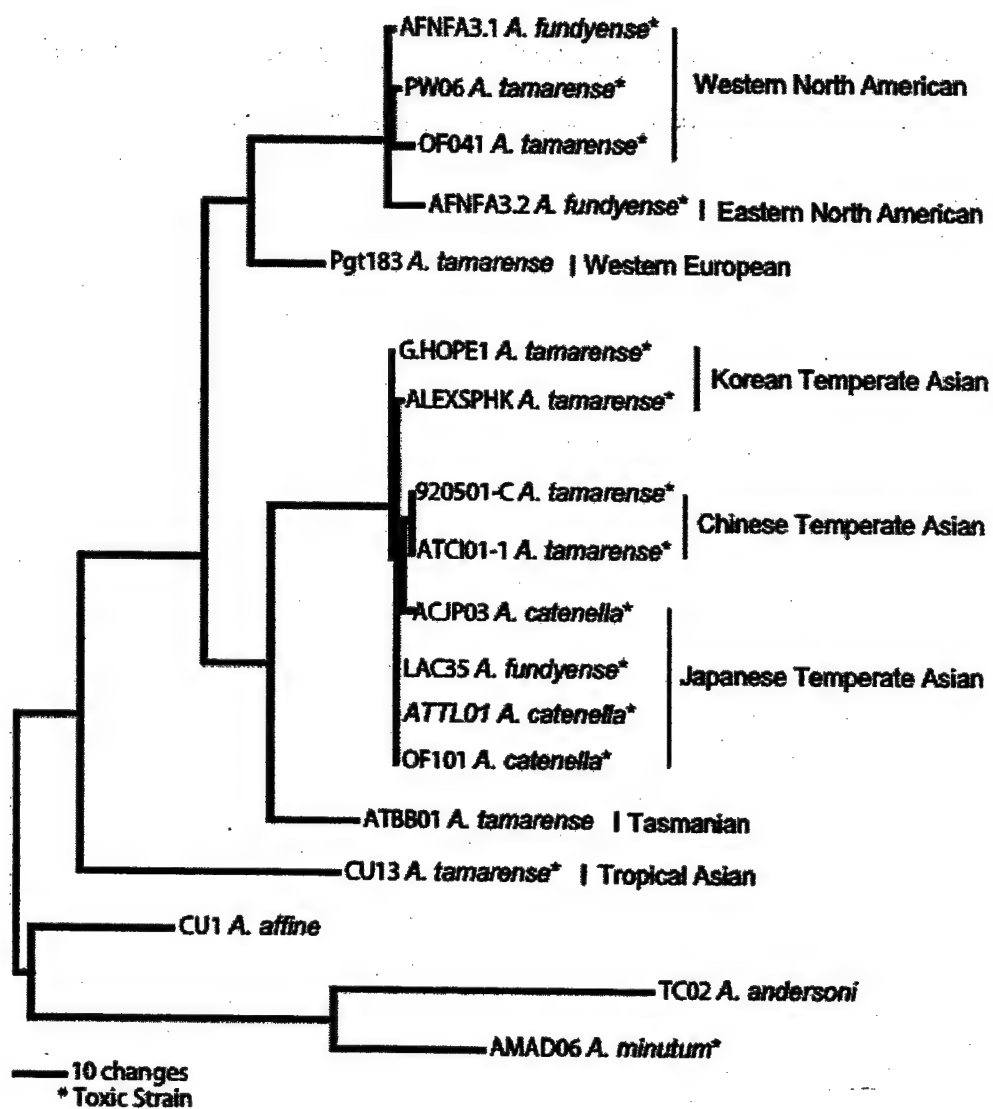 AFNFA3.1 A. fundyense*
PW06 A. tamarense*
Western North American
OF041 A. tamarense*
AFNFA3.2 A. fundyense* | Eastern North American
Pgt183 A. tamarense | Western European
G.HOPE1 A. tamarense*
Korean Temperate Asian
ALEXSPHK A. tamarense*
920501-C A. tamarense*
Chinese Temperate Asian
ATCI01-1 A. tamarense*
ACJP03 A. catenella*
LAC35 A. fundyense*
Japanese Temperate Asian
ATTL01 A. catenella*
OF101 A. catenella*
ATBB01 A. tamarense | Tasmanian
CU13 A. tamarense* | Tropical Asian
CU1 A. affine
TC02 A. andersoni
AMAD06 A. minutum*
10 changes
* Toxic Strain